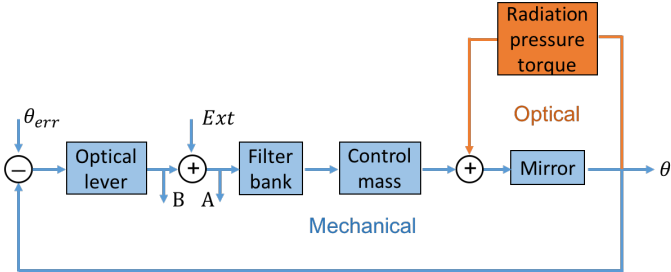 Radiation
pressure
torque
Optical
θerr
Ext
−
Optical
lever
+
Filter
bank
Control
mass
+
Mirror
θ
B
A
Mechanical